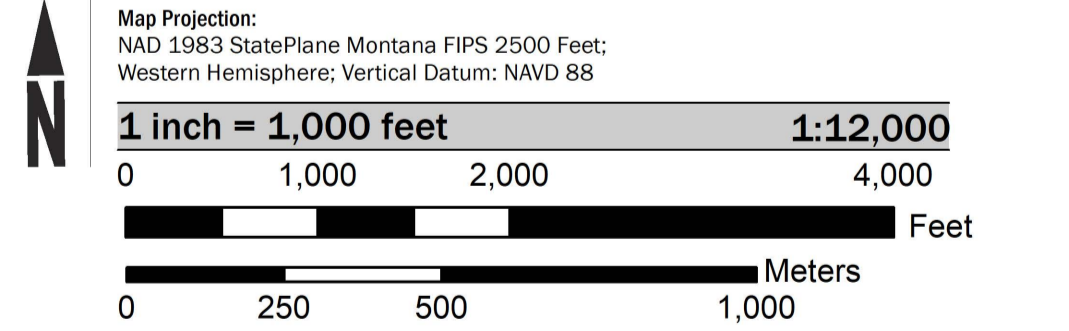 N
Map Projection:
NAD 1983 StatePlane Montana FIPS 2500 Feet;
Western Hemisphere; Vertical Datum: NAVD 88
1 inch = 1,000 feet 1:12,000
0 1,000 2,000 4,000
Feet
Meters
0 250 500 1,000